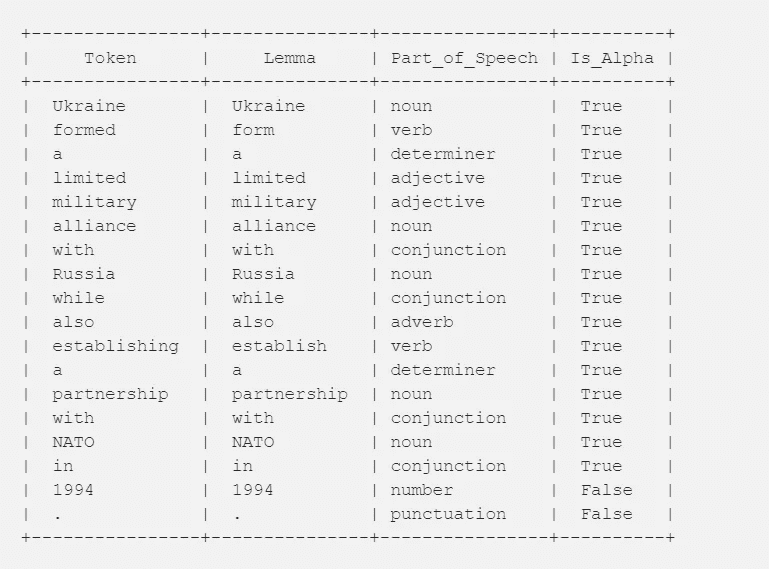 +----------------+---------------+----------------+----------+
|     Token      |     Lemma     | Part_of_Speech | Is_Alpha |
+----------------+---------------+----------------+----------+
|  Ukraine       |  Ukraine      | noun           |  True    |
|  formed        |  form         | verb           |  True    |
|  a             |  a            | determiner     |  True    |
|  limited       |  limited      | adjective      |  True    |
|  military      |  military     | adjective      |  True    |
|  alliance      |  alliance     | noun           |  True    |
|  with          |  with         | conjunction    |  True    |
|  Russia        |  Russia       | noun           |  True    |
|  while         |  while        | conjunction    |  True    |
|  also          |  also         | adverb         |  True    |
|  establishing  |  establish    | verb           |  True    |
|  a             |  a            | determiner     |  True    |
|  partnership   |  partnership  | noun           |  True    |
|  with          |  with         | conjunction    |  True    |
|  NATO          |  NATO         | noun           |  True    |
|  in            |  in           | conjunction    |  True    |
|  1994          |  1994         | number         |  False   |
|  .             |  .            | punctuation    |  False   |
+----------------+---------------+----------------+----------+